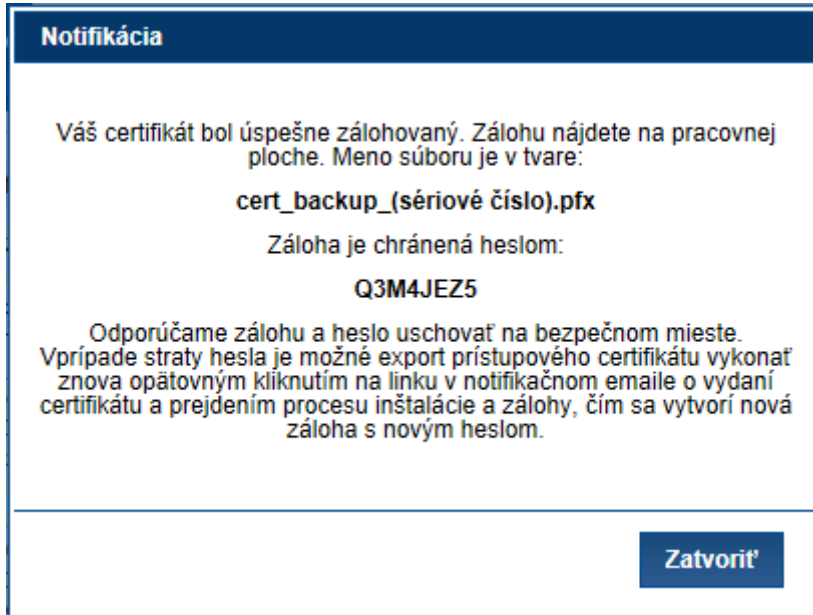 Notifikácia
Váš certifikát bol úspešne zálohovaný. Zálohu nájdete na pracovnej
ploche. Meno súboru je v tvare:
cert_backup_(sériové číslo).pfx
Záloha je chránená heslom:
Q3M4JEZ5
Odporúčame zálohu a heslo uschovať na bezpečnom mieste.
Vprípade straty hesla je možné export prístupového certifikátu vykonať
znova opätovným kliknutím na linku v notifikačnom emaile o vydaní
certifikátu a prejdením procesu inštalácie a zálohy, čím sa vytvorí nová
záloha s novým heslom.
Zatvoriť